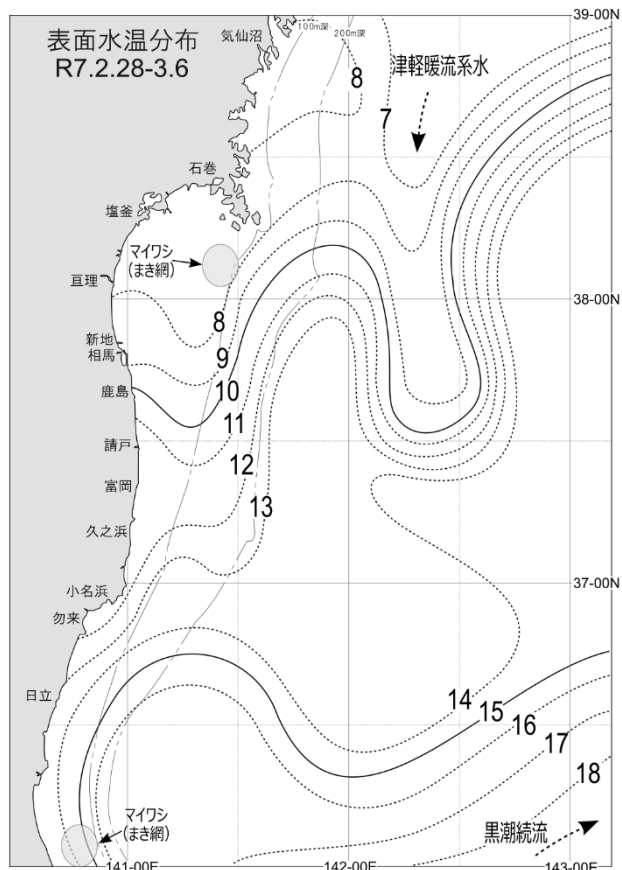 表面水温分布
R7.2.28-3.6
気仙沼
100m深
200m深
39-00N
8
7
津軽暖流系水
石巻
塩釜
マイワシ
(まき網)
亘理
38-00N
8
新地
相馬
9
鹿島
10
11
請戸
12
富岡
13
久之浜
37-00N
小名浜
勿来
日立
14
15
16
17
18
マイワシ
(まき網)
黒潮続流
141-00E
142-00E
143-00E